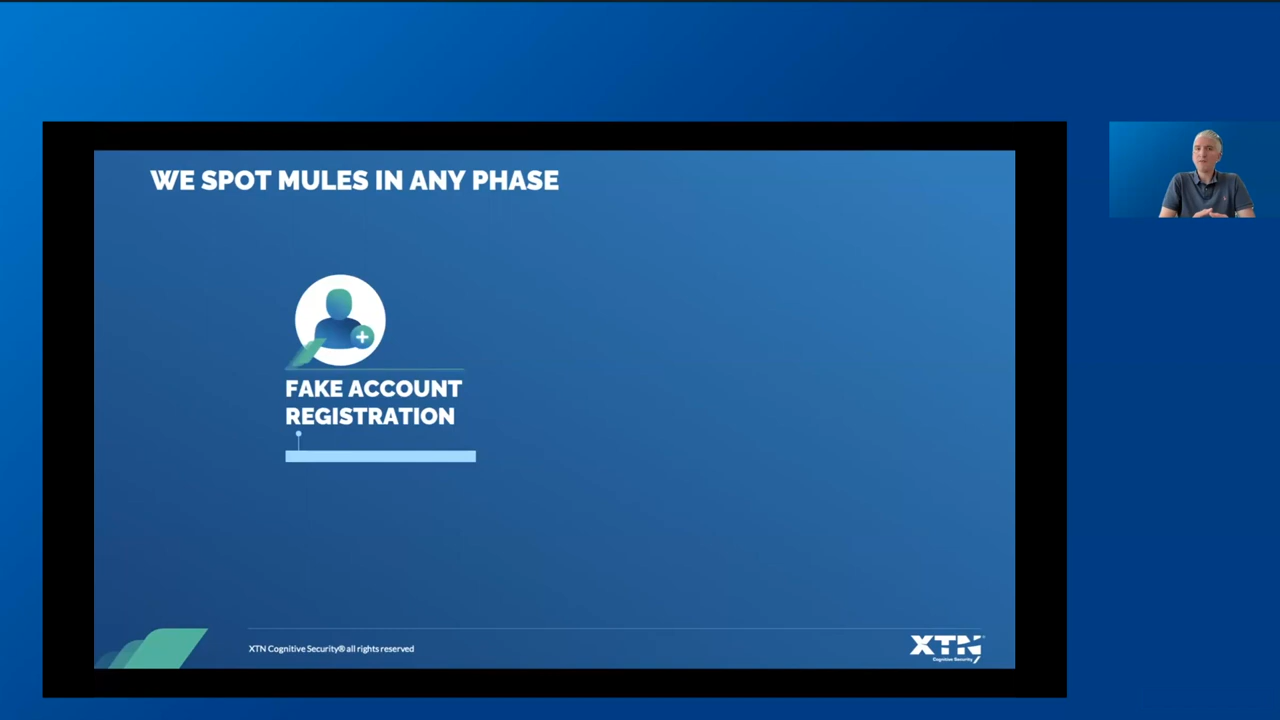 WE SPOT MULES IN ANY PHASE
FAKE ACCOUNT
REGISTRATION
XTN Cognitive Security® all rights reserved
XTN
Cognitive Security